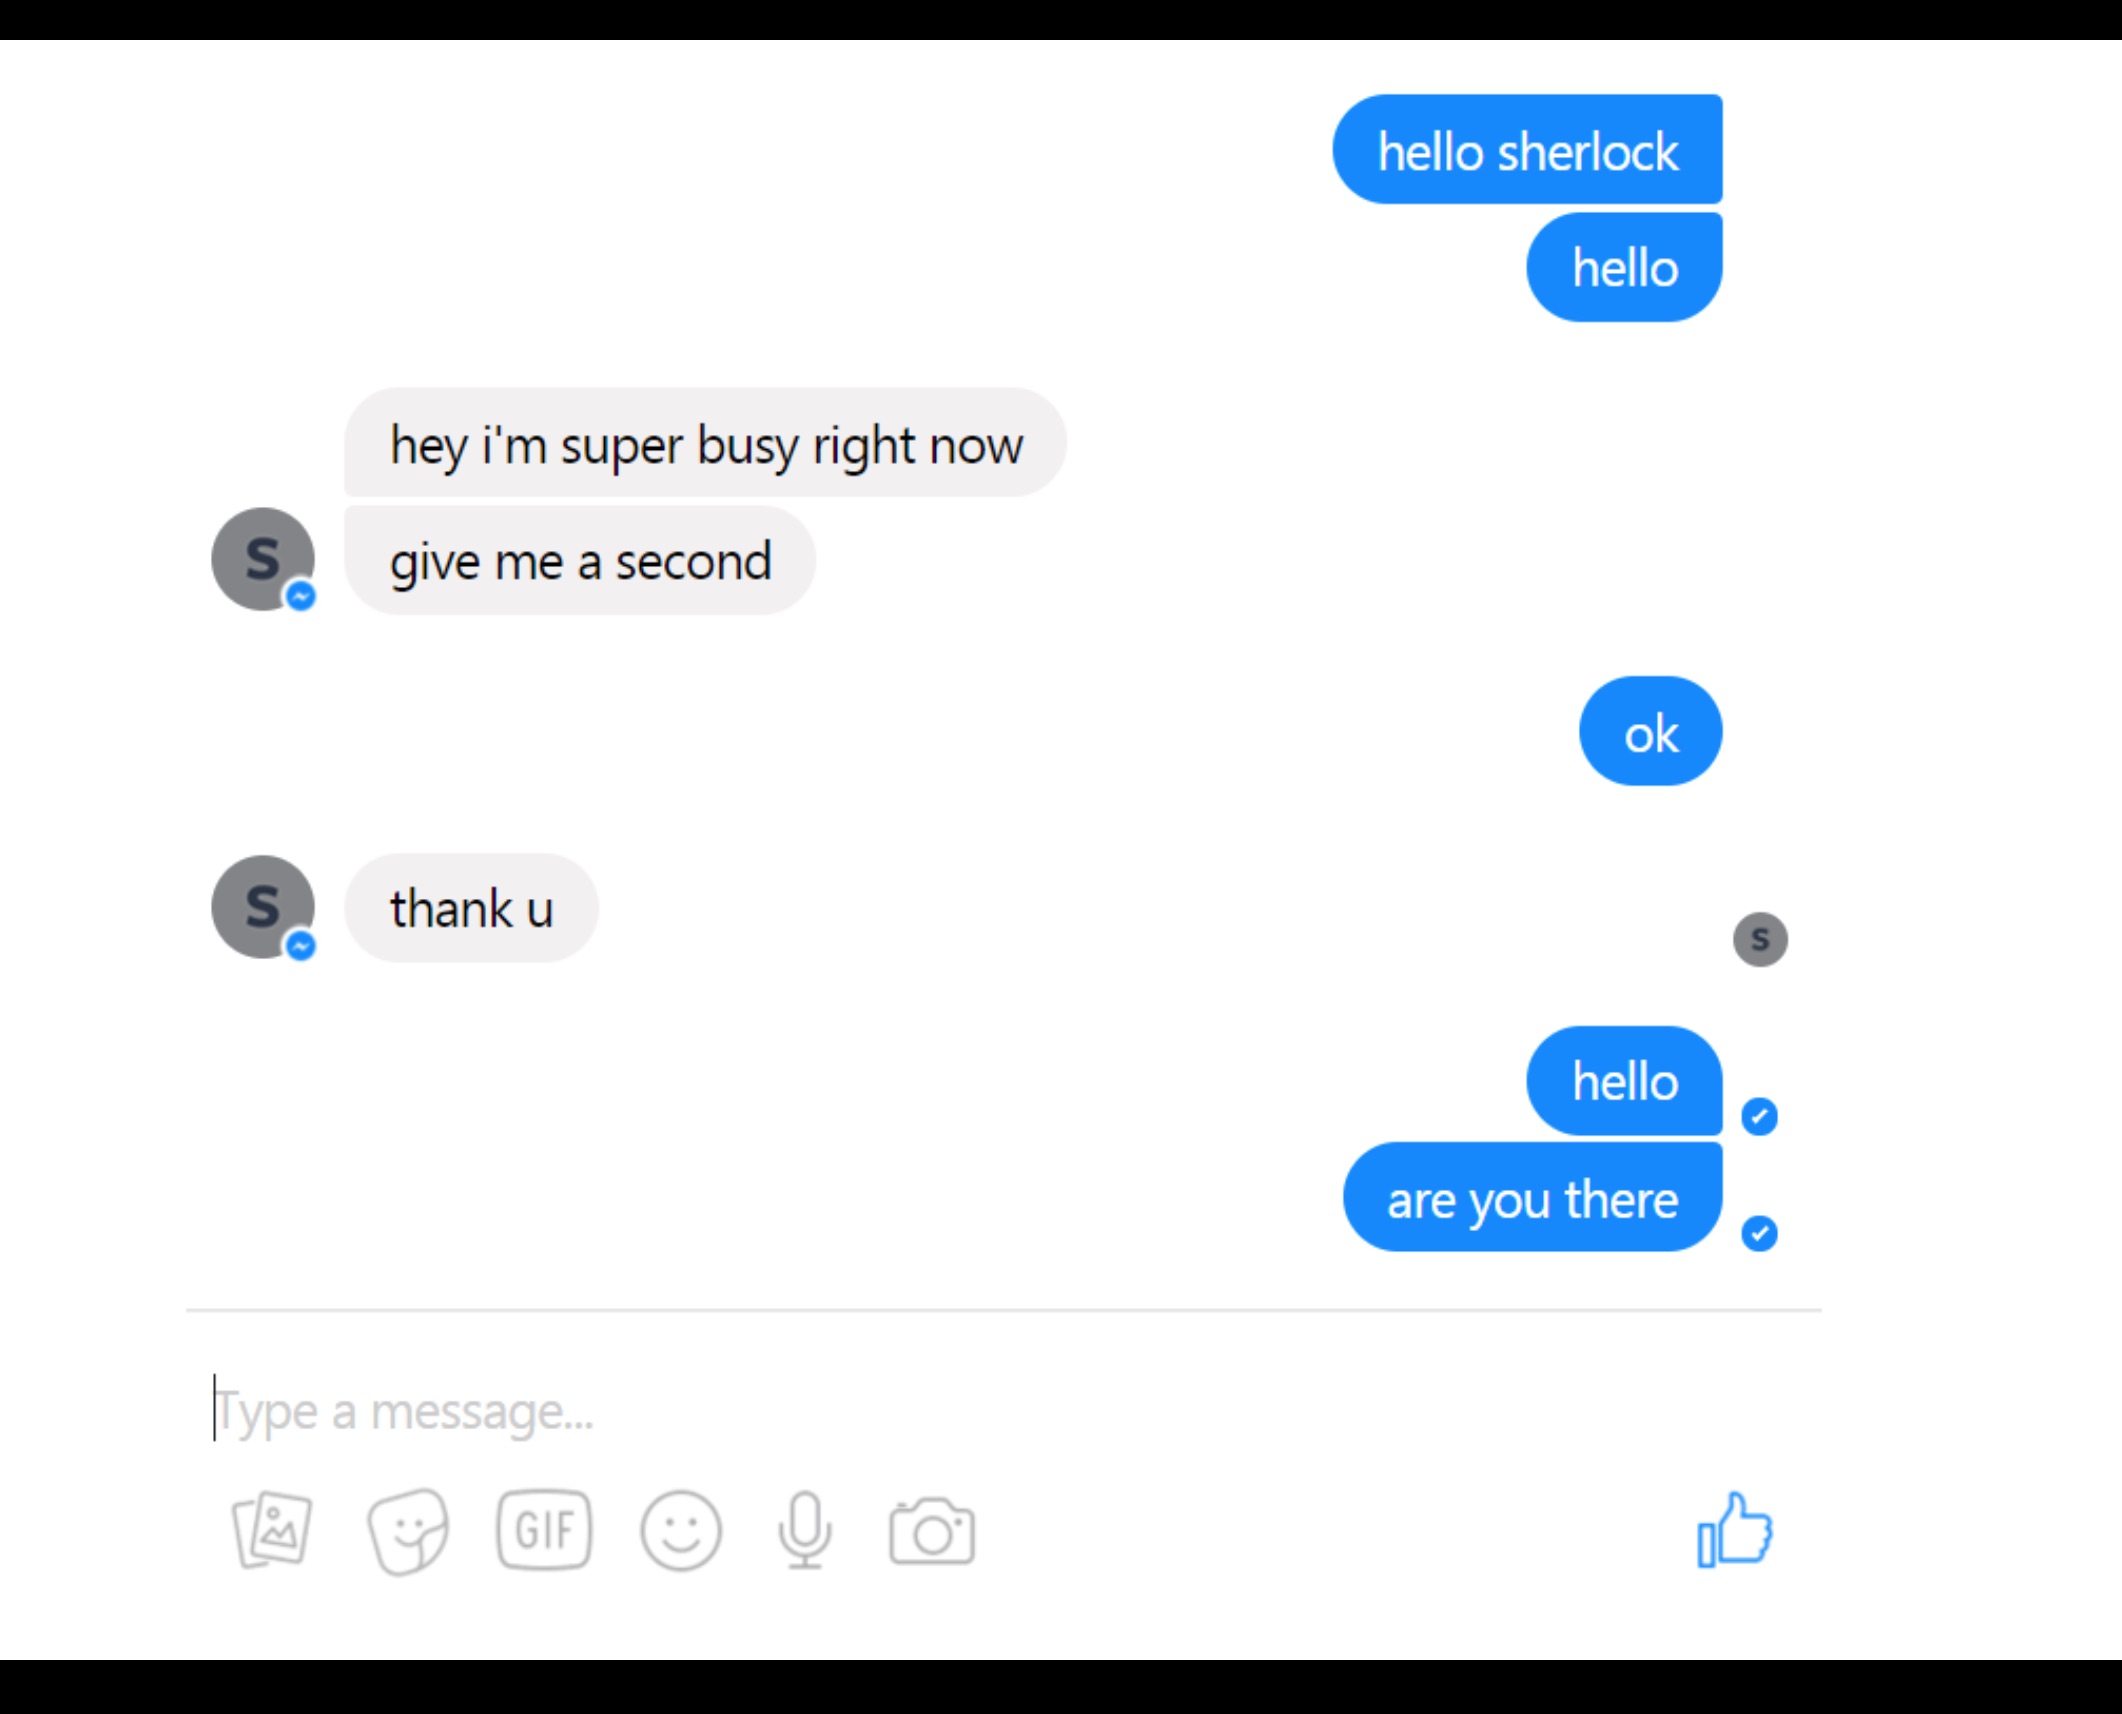 hello sherlock
hello
hey i'm super busy right now
S
give me a second
ok
S
thank u
S
hello
are you there
Type a message...
GIF